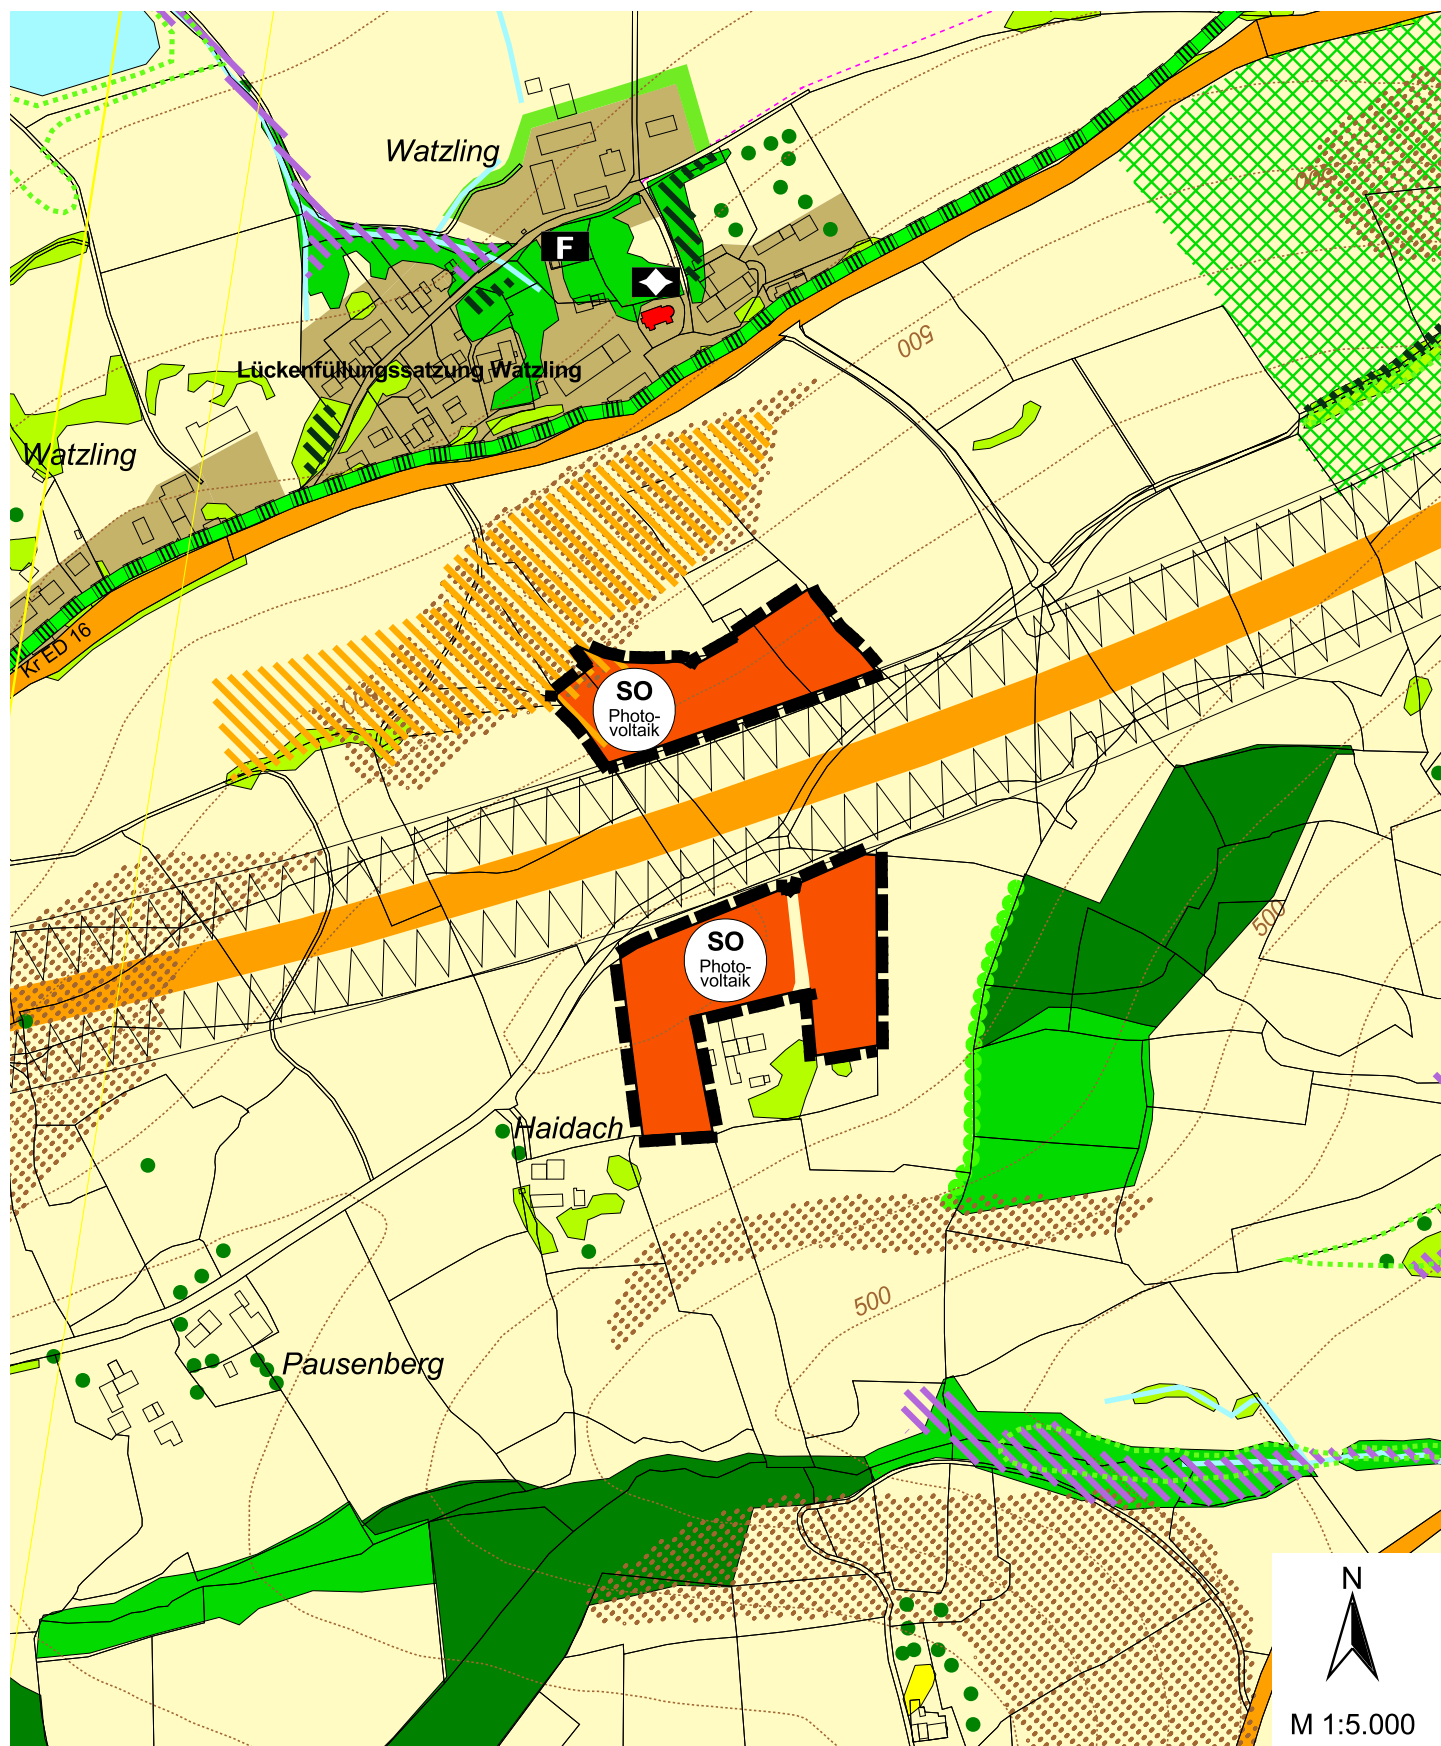 Watzling
500
F
500
Lückenfüllungssatzung Watzling
Watzling
Kr ED 16
SO
Photo-
voltaik
500
SO
Photo-
voltaik
Haidach
500
Pausenberg
N
M 1:5.000